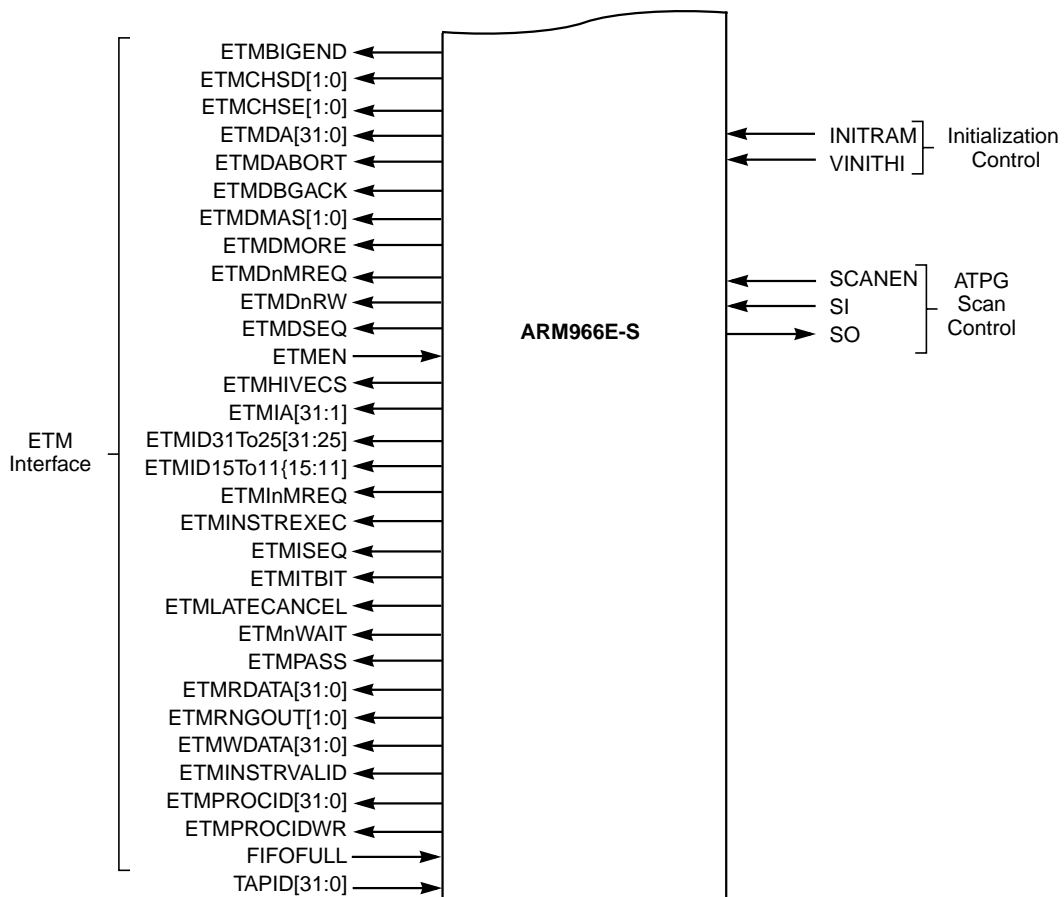 ETMBIGEND
ETMCHSD[1:0]
ETMCHSE[1:0]
ETMDA[31:0]
ETMDABORT
ETMDBGACK
ETMDMAS[1:0]
ETMDMORE
ETMDnMREQ
ETMDnRW
ETMDSEQ
ETMEN
ETMHIVECS
ETMIA[31:1]
ETMID31To25[31:25]
ETMID15To11{15:11]
ETMInMREQ
ETMINSTREXEC
ETMISEQ
ETMITBIT
ETMLATECANCEL
ETMnWAIT
ETMPASS
ETMRDATA[31:0]
ETMRNGOUT[1:0]
ETMWDATA[31:0]
ETMINSTRVALID
ETMPROCID[31:0]
ETMPROCIDWR
FIFOFULL
TAPID[31:0]
ETM
Interface
ARM966E-S
INITRAM
VINITHI
Initialization
Control
SCANEN
SI
SO
ATPG
Scan
Control